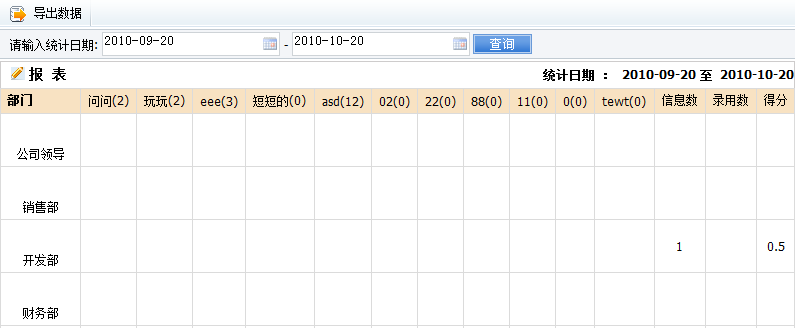 导出数据
请输入统计日期: 2010-09-20 - 2010-10-20 查询
报 表 统计日期 ： 2010-09-20 至 2010-10-20
部门 问问(2) 玩玩(2) eee(3) 短短的(0) asd(12) 02(0) 22(0) 88(0) 11(0) 0(0) tewt(0) 信息数 录用数 得分
公司领导
销售部
开发部 1 0.5
财务部